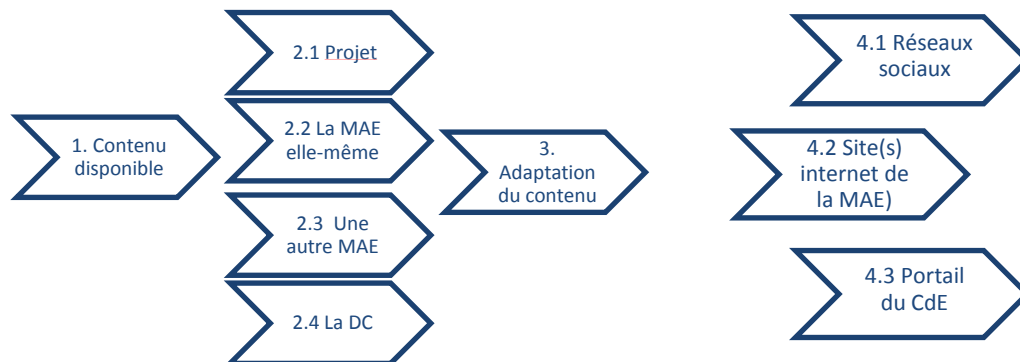 1. Contenu
disponible
2.1 Projet
2.2 La MAE
elle-même
2.3 Une
autre MAE
2.4 La DC
3.
Adaptation
du contenu
4.1 Réseaux
sociaux
4.2 Site(s)
internet de
la MAE)
4.3 Portail
du CdE